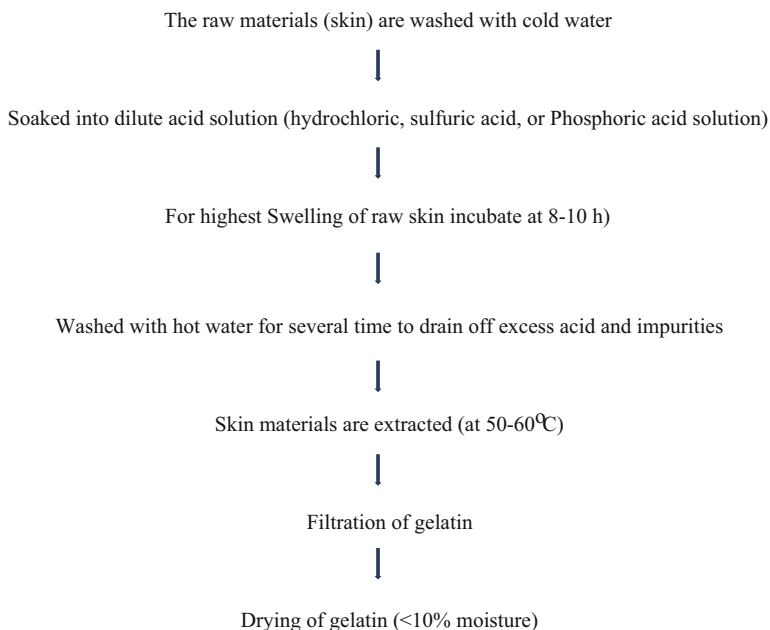 The raw materials (skin) are washed with cold water
Soaked into dilute acid solution (hydrochloric, sulfuric acid, or Phosphoric acid solution)
For highest Swelling of raw skin incubate at 8-10 h)
Washed with hot water for several time to drain off excess acid and impurities
Skin materials are extracted (at 50-60⁰C)
Filtration of gelatin
Drying of gelatin (<10% moisture)